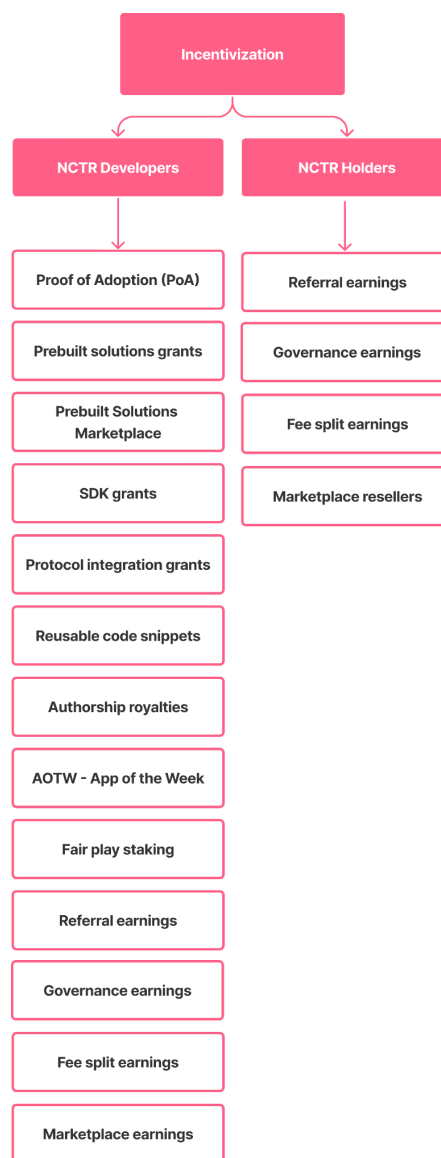 Incentivization
NCTR Developers
NCTR Holders
Proof of Adoption (PoA)
Prebuilt solutions grants
Prebuilt Solutions
Marketplace
SDK grants
Protocol integration grants
Reusable code snippets
Authorship royalties
AOTW - App of the Week
Fair play staking
Referral earnings
Governance earnings
Fee split earnings
Marketplace earnings
Referral earnings
Governance earnings
Fee split earnings
Marketplace resellers